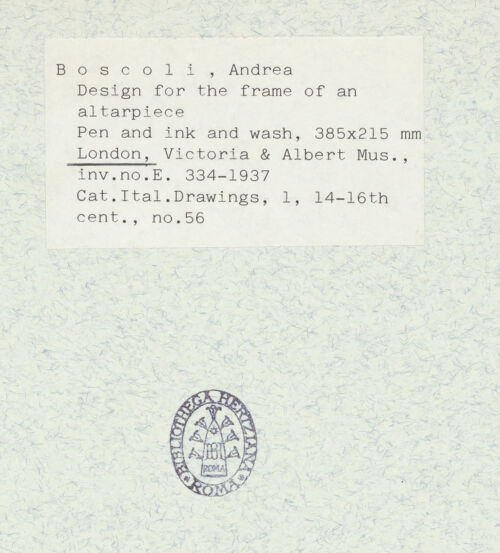 B o s c o l i , Andrea
Design for the frame of an
altarpiece
Pen and ink and wash, 385x215 mm
London, Victoria & Albert Mus.,
inv.no.E. 334-1937
Cat.Ital.Drawings, 1, 14-16th
cent., no.56
BIBLIOTHECA HERTZIANA
ROMA
* ROMA *